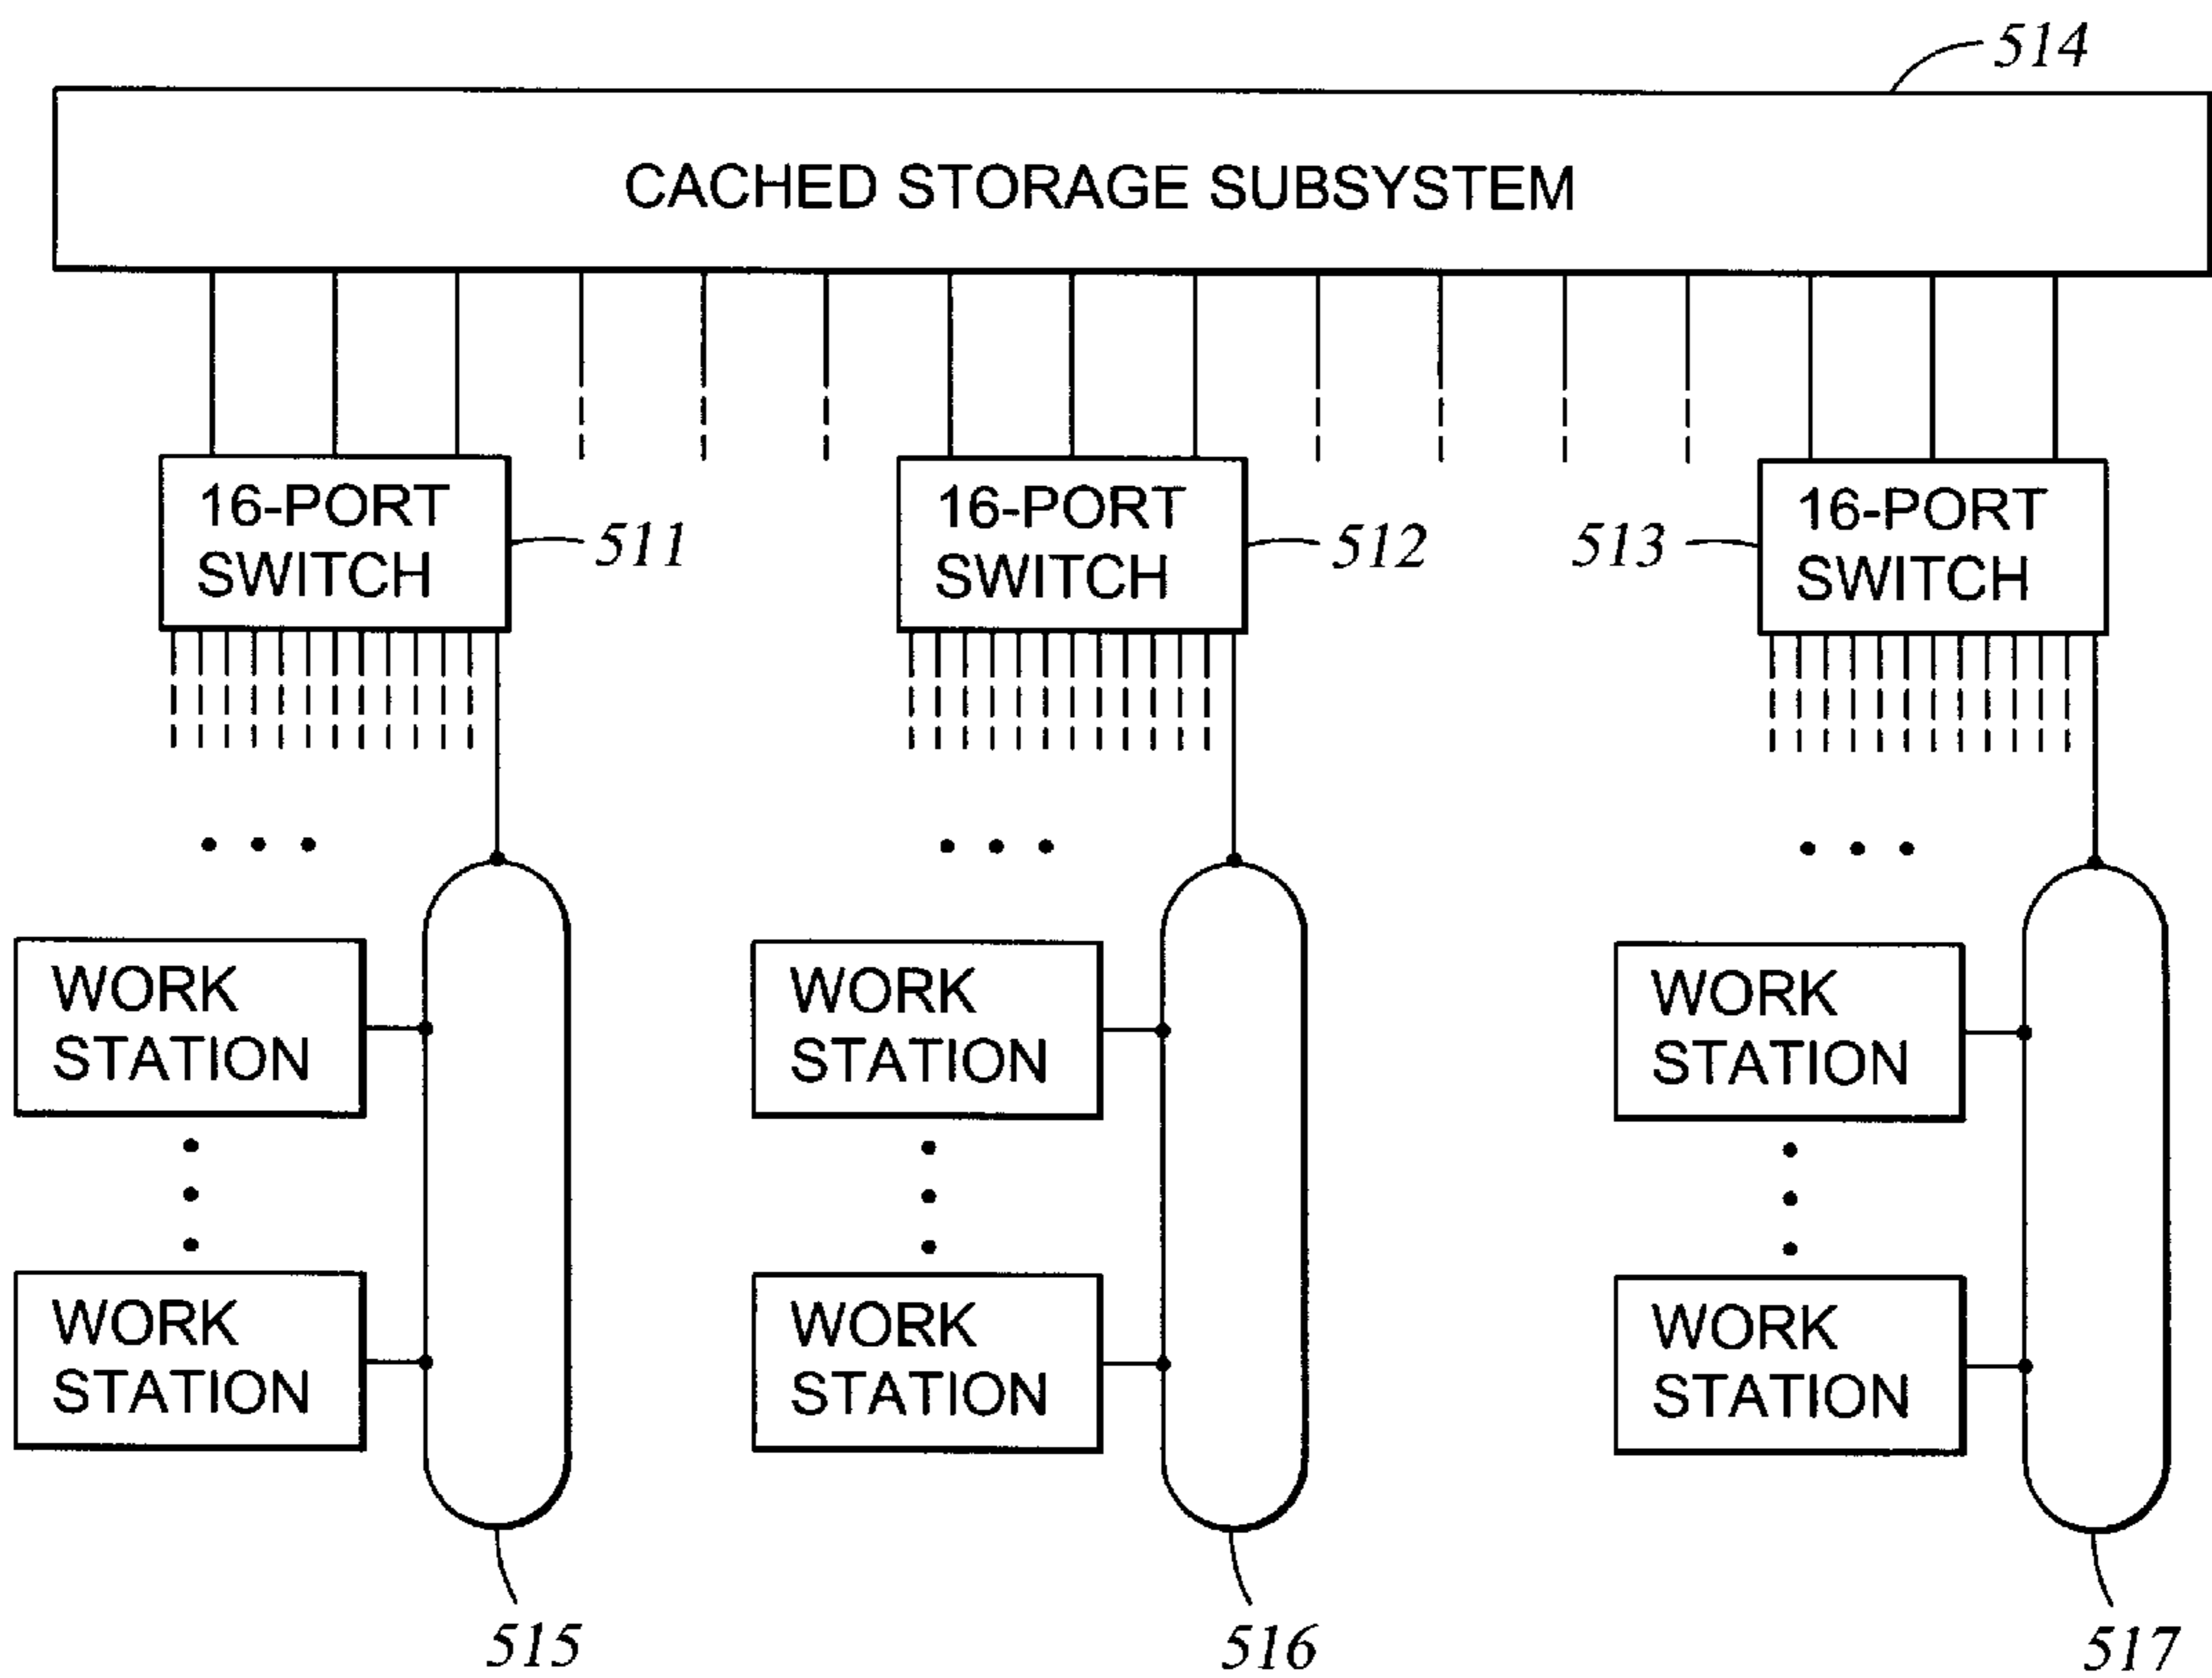 514
CACHED STORAGE SUBSYSTEM
16-PORT
SWITCH
511
16-PORT
SWITCH
512
513
16-PORT
SWITCH
WORK
STATION
WORK
STATION
WORK
STATION
WORK
STATION
WORK
STATION
WORK
STATION
515
516
517